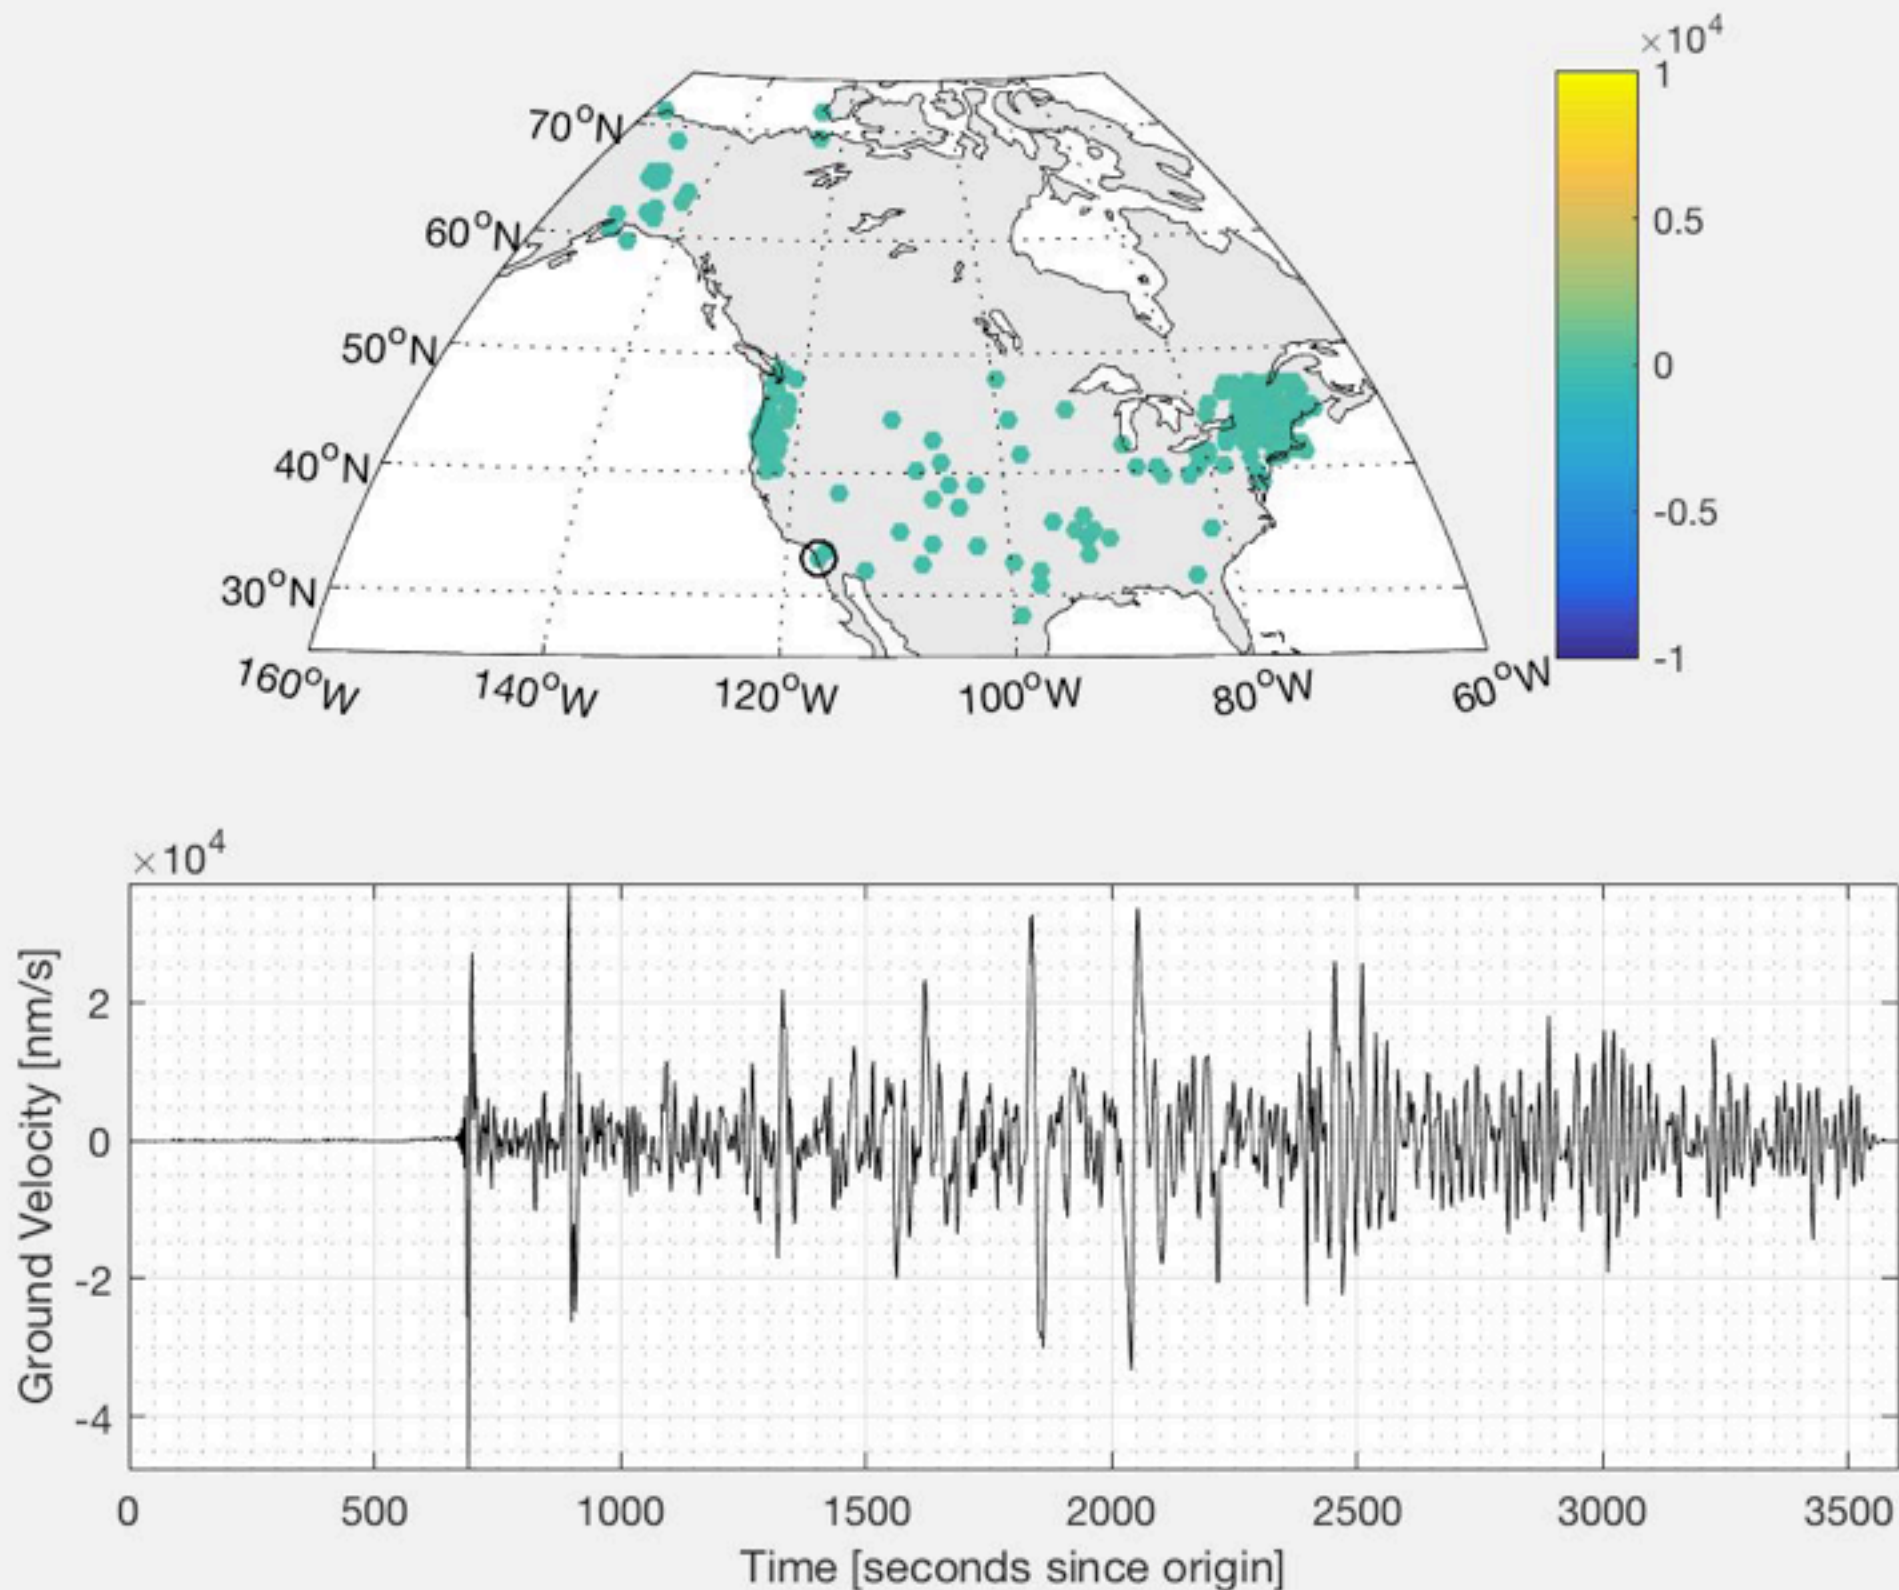 ×10⁴
1
0.5
0
-0.5
-1
70°N
60°N
50°N
40°N
30°N
160°W
140°W
120°W
100°W
80°W
60°W
×10⁴
2
0
-2
-4
Ground Velocity [nm/s]
0 500 1000 1500 2000 2500 3000 3500
Time [seconds since origin]